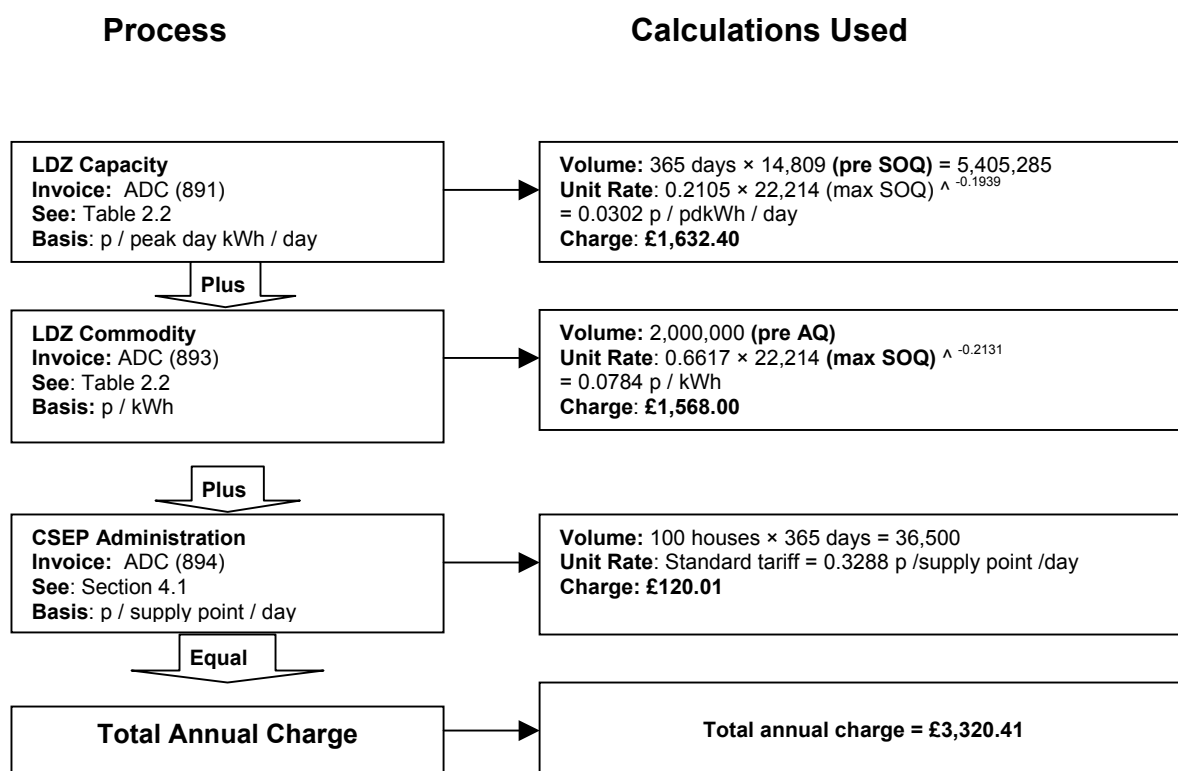 Process
Calculations Used
LDZ Capacity
Invoice: ADC (891)
See: Table 2.2
Basis: p / peak day kWh / day
Volume: 365 days × 14,809 (pre SOQ) = 5,405,285
Unit Rate: 0.2105 × 22,214 (max SOQ) ^ -0.1939
= 0.0302 p / pdkWh / day
Charge: £1,632.40
Plus
LDZ Commodity
Invoice: ADC (893)
See: Table 2.2
Basis: p / kWh
Volume: 2,000,000 (pre AQ)
Unit Rate: 0.6617 × 22,214 (max SOQ) ^ -0.2131
= 0.0784 p / kWh
Charge: £1,568.00
Plus
CSEP Administration
Invoice: ADC (894)
See: Section 4.1
Basis: p / supply point / day
Volume: 100 houses × 365 days = 36,500
Unit Rate: Standard tariff = 0.3288 p /supply point /day
Charge: £120.01
Equal
Total Annual Charge
Total annual charge = £3,320.41